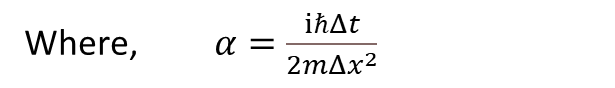 Where, α = iℏΔt / 2mΔx²